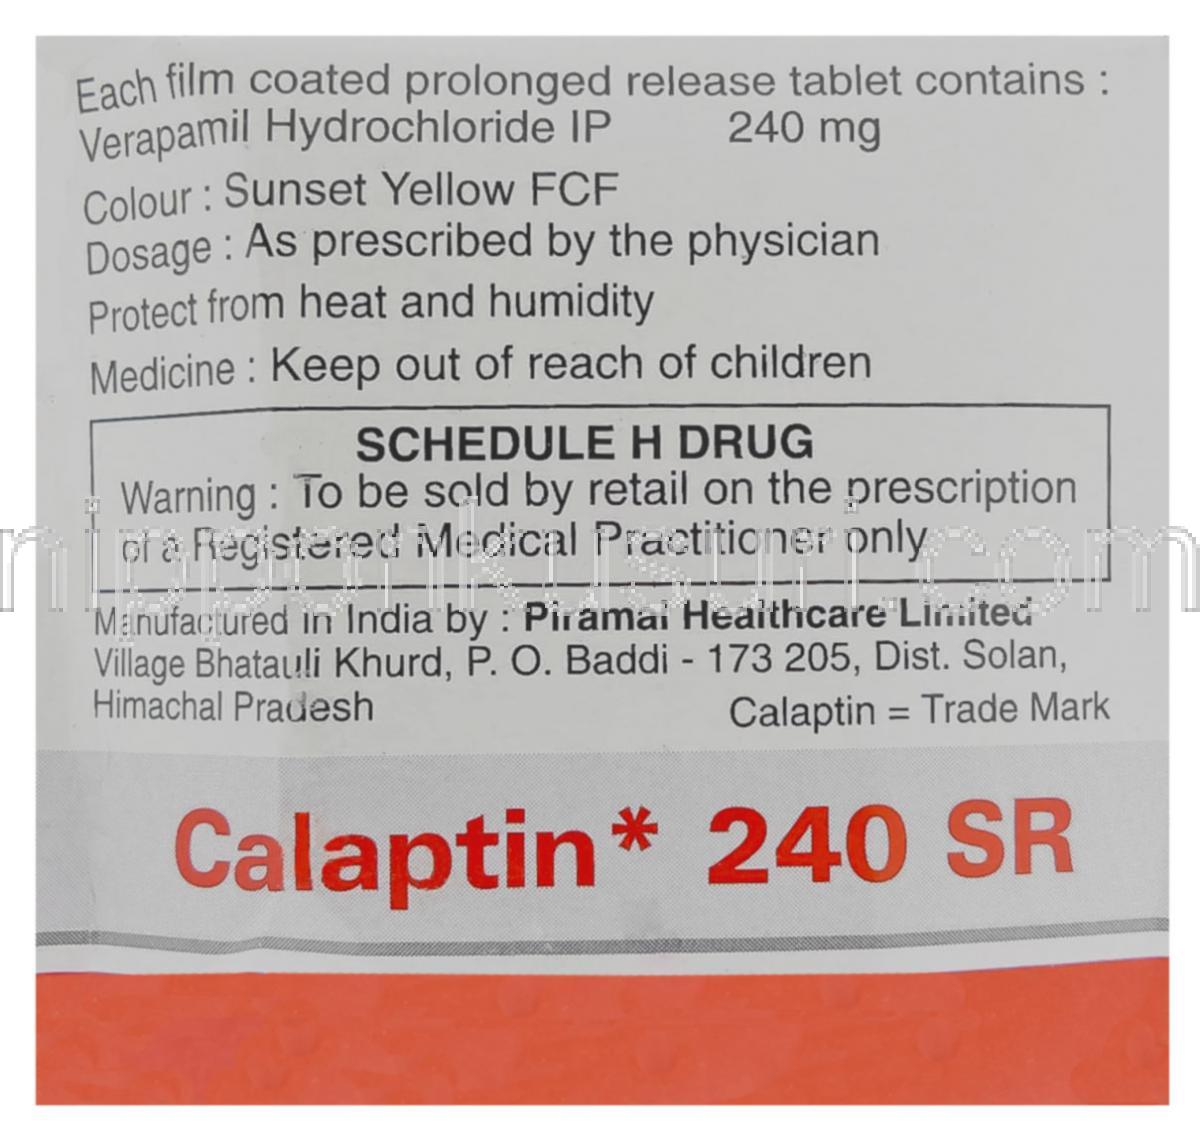 Each film coated prolonged release tablet contains :
Verapamil Hydrochloride IP 240 mg
Colour : Sunset Yellow FCF
Dosage : As prescribed by the physician
Protect from heat and humidity
Medicine : Keep out of reach of children
SCHEDULE H DRUG
Warning : To be sold by retail on the prescription
of a Registered Medical Practitioner only
nipponkusuri.com
Manufactured in India by : Piramal Healthcare Limited
Village Bhatauli Khurd, P. O. Baddi - 173 205, Dist. Solan,
Himachal Pradesh Calaptin = Trade Mark
Calaptin* 240 SR